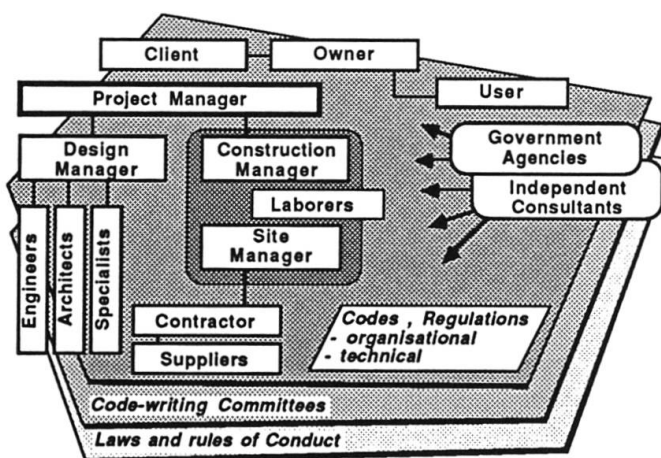 Client
Owner
Project Manager
User
Design
Manager
Construction
Manager
Government
Agencies
Laborers
Independent
Consultants
Site
Manager
Engineers
Architects
Specialists
Contractor
Suppliers
Codes , Regulations
- organisational
- technical
Code-writing Committees
Laws and rules of Conduct